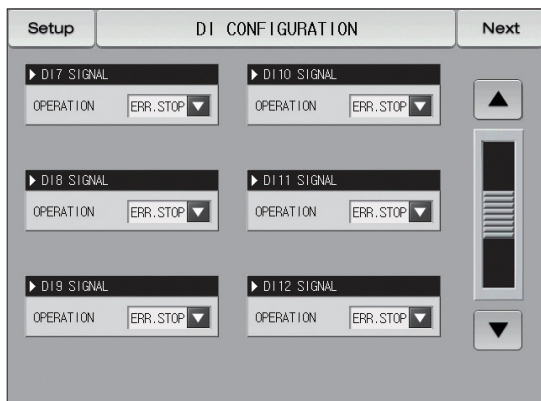 Setup DI CONFIGURATION Next
DI7 SIGNAL
OPERATION ERR.STOP
DI10 SIGNAL
OPERATION ERR.STOP
DI8 SIGNAL
OPERATION ERR.STOP
DI11 SIGNAL
OPERATION ERR.STOP
DI9 SIGNAL
OPERATION ERR.STOP
DI12 SIGNAL
OPERATION ERR.STOP